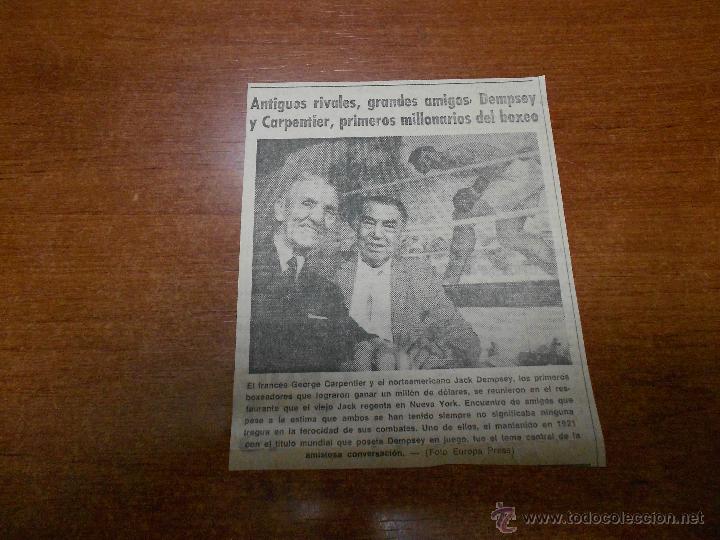 Antiguos rivales, grandes amigos. Dempsey
y Carpentier, primeros millonarios del boxeo
El francés George Carpentier y el norteamericano Jack Dempsey, los primeros
boxeadores que lograron ganar un millón de dólares, se reunieron en el res-
taurante que el viejo Jack regenta en Nueva York. Encuentro de amigos que
pese a la estima que ambos se han tenido siempre no significaba ninguna
tregua en la ferocidad de sus combates. Uno de ellos, el mantenido en 1921
con el título mundial que poseía Dempsey en juego, fue el tema central de la
amistosa conversación. — (Foto Europa Press)
www.todocoleccion.net